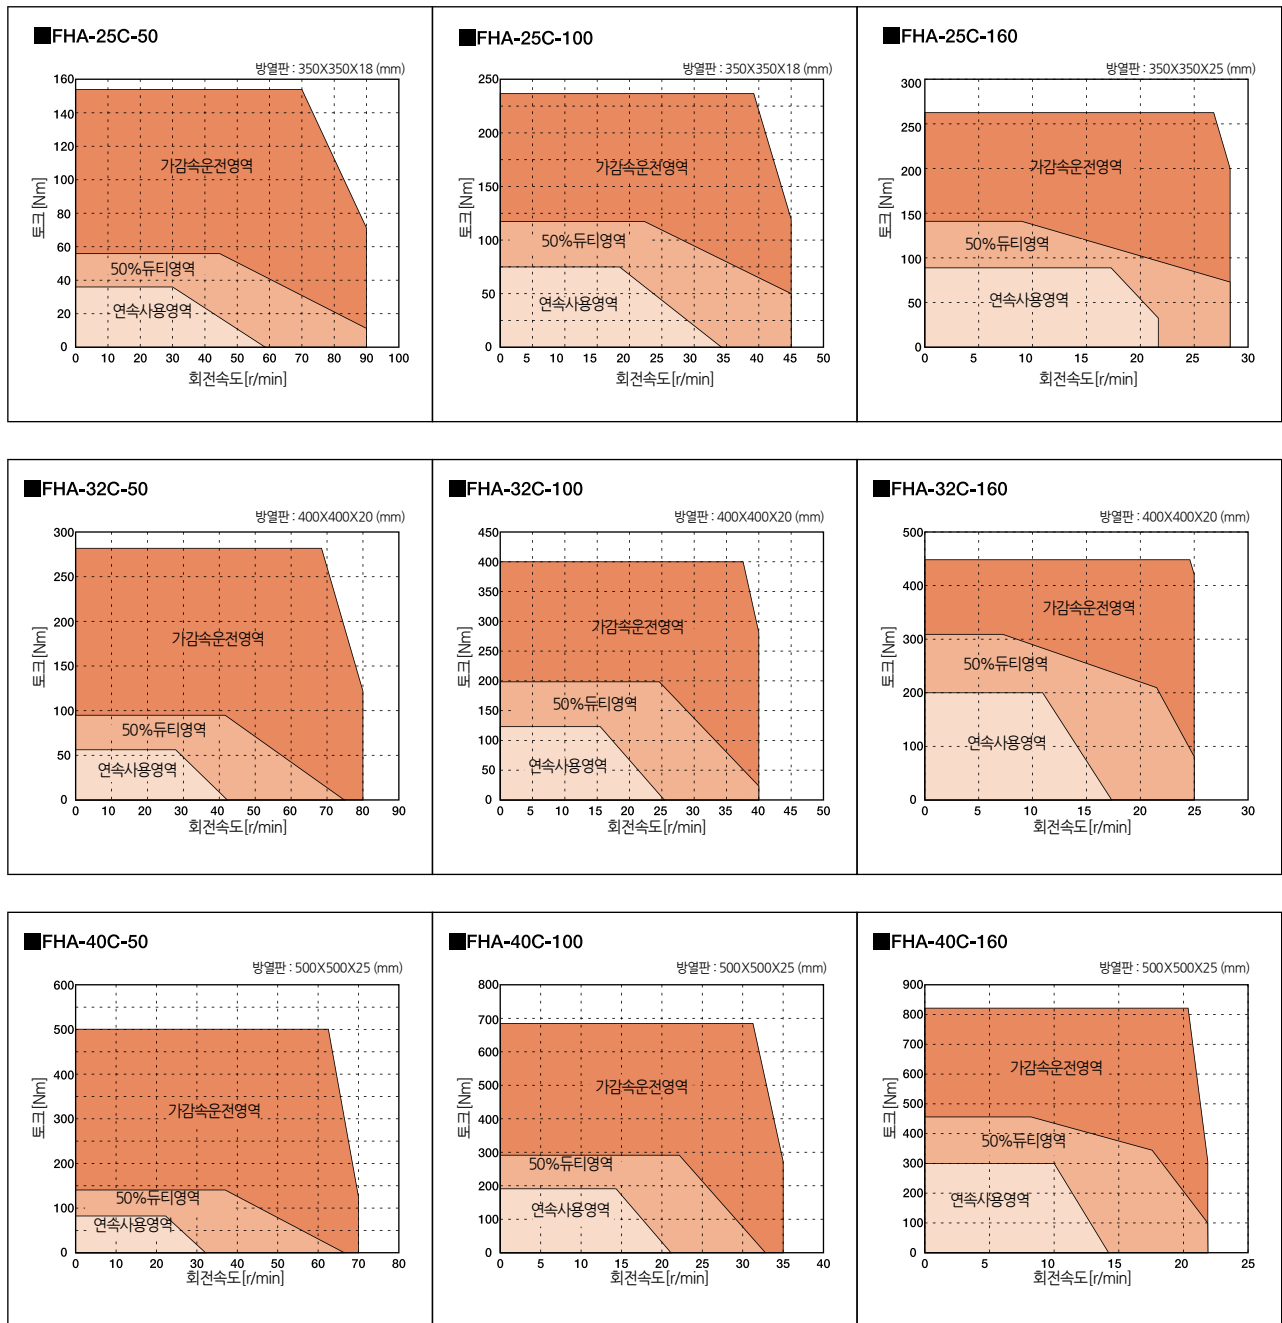 ■FHA-25C-50
방열판 : 350X350X18 (mm)
토크 [Nm]
160
140
120
100
80
60
40
20
0
가감속운전영역
50%듀티영역
연속사용영역
0 10 20 30 40 50 60 70 80 90 100
회전속도[r/min]
■FHA-25C-100
방열판 : 350X350X18 (mm)
토크 [Nm]
250
200
150
100
50
0
가감속운전영역
50%듀티영역
연속사용영역
0 5 10 15 20 25 30 35 40 45 50
회전속도[r/min]
■FHA-25C-160
방열판 : 350X350X25 (mm)
토크 [Nm]
300
250
200
150
100
50
0
가감속운전영역
50%듀티영역
연속사용영역
0 5 10 15 20 25 30
회전속도[r/min]
■FHA-32C-50
방열판 : 400X400X20 (mm)
토크 [Nm]
300
250
200
150
100
50
0
가감속운전영역
50%듀티영역
연속사용영역
0 10 20 30 40 50 60 70 80 90
회전속도[r/min]
■FHA-32C-100
방열판 : 400X400X20 (mm)
토크 [Nm]
450
400
350
300
250
200
150
100
50
0
가감속운전영역
50%듀티영역
연속사용영역
0 5 10 15 20 25 30 35 40 45 50
회전속도[r/min]
■FHA-32C-160
방열판 : 400X400X20 (mm)
토크 [Nm]
500
400
300
200
100
0
가감속운전영역
50%듀티영역
연속사용영역
0 5 10 15 20 25 30
회전속도[r/min]
■FHA-40C-50
방열판 : 500X500X25 (mm)
토크 [Nm]
600
500
400
300
200
100
0
가감속운전영역
50%듀티영역
연속사용영역
0 10 20 30 40 50 60 70 80
회전속도[r/min]
■FHA-40C-100
방열판 : 500X500X25 (mm)
토크 [Nm]
800
700
600
500
400
300
200
100
0
가감속운전영역
50%듀티영역
연속사용영역
0 5 10 15 20 25 30 35 40
회전속도[r/min]
■FHA-40C-160
방열판 : 500X500X25 (mm)
토크 [Nm]
900
800
700
600
500
400
300
200
100
0
가감속운전영역
50%듀티영역
연속사용영역
0 5 10 15 20 25
회전속도[r/min]